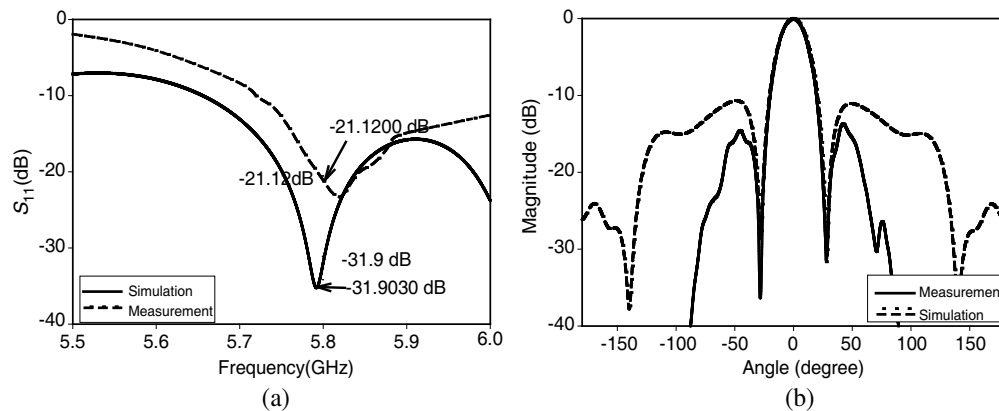 0
-10
-20
-30
-40
S11(dB)
-21.1200 dB
-21.12dB
-31.9 dB
-31.9030 dB
Simulation
Measurement
5.5 5.6 5.7 5.8 5.9 6.0
Frequency(GHz)
(a)
0
-10
-20
-30
-40
Magnitude (dB)
Measurement
Simulation
-150 -100 -50 0 50 100 150
Angle (degree)
(b)